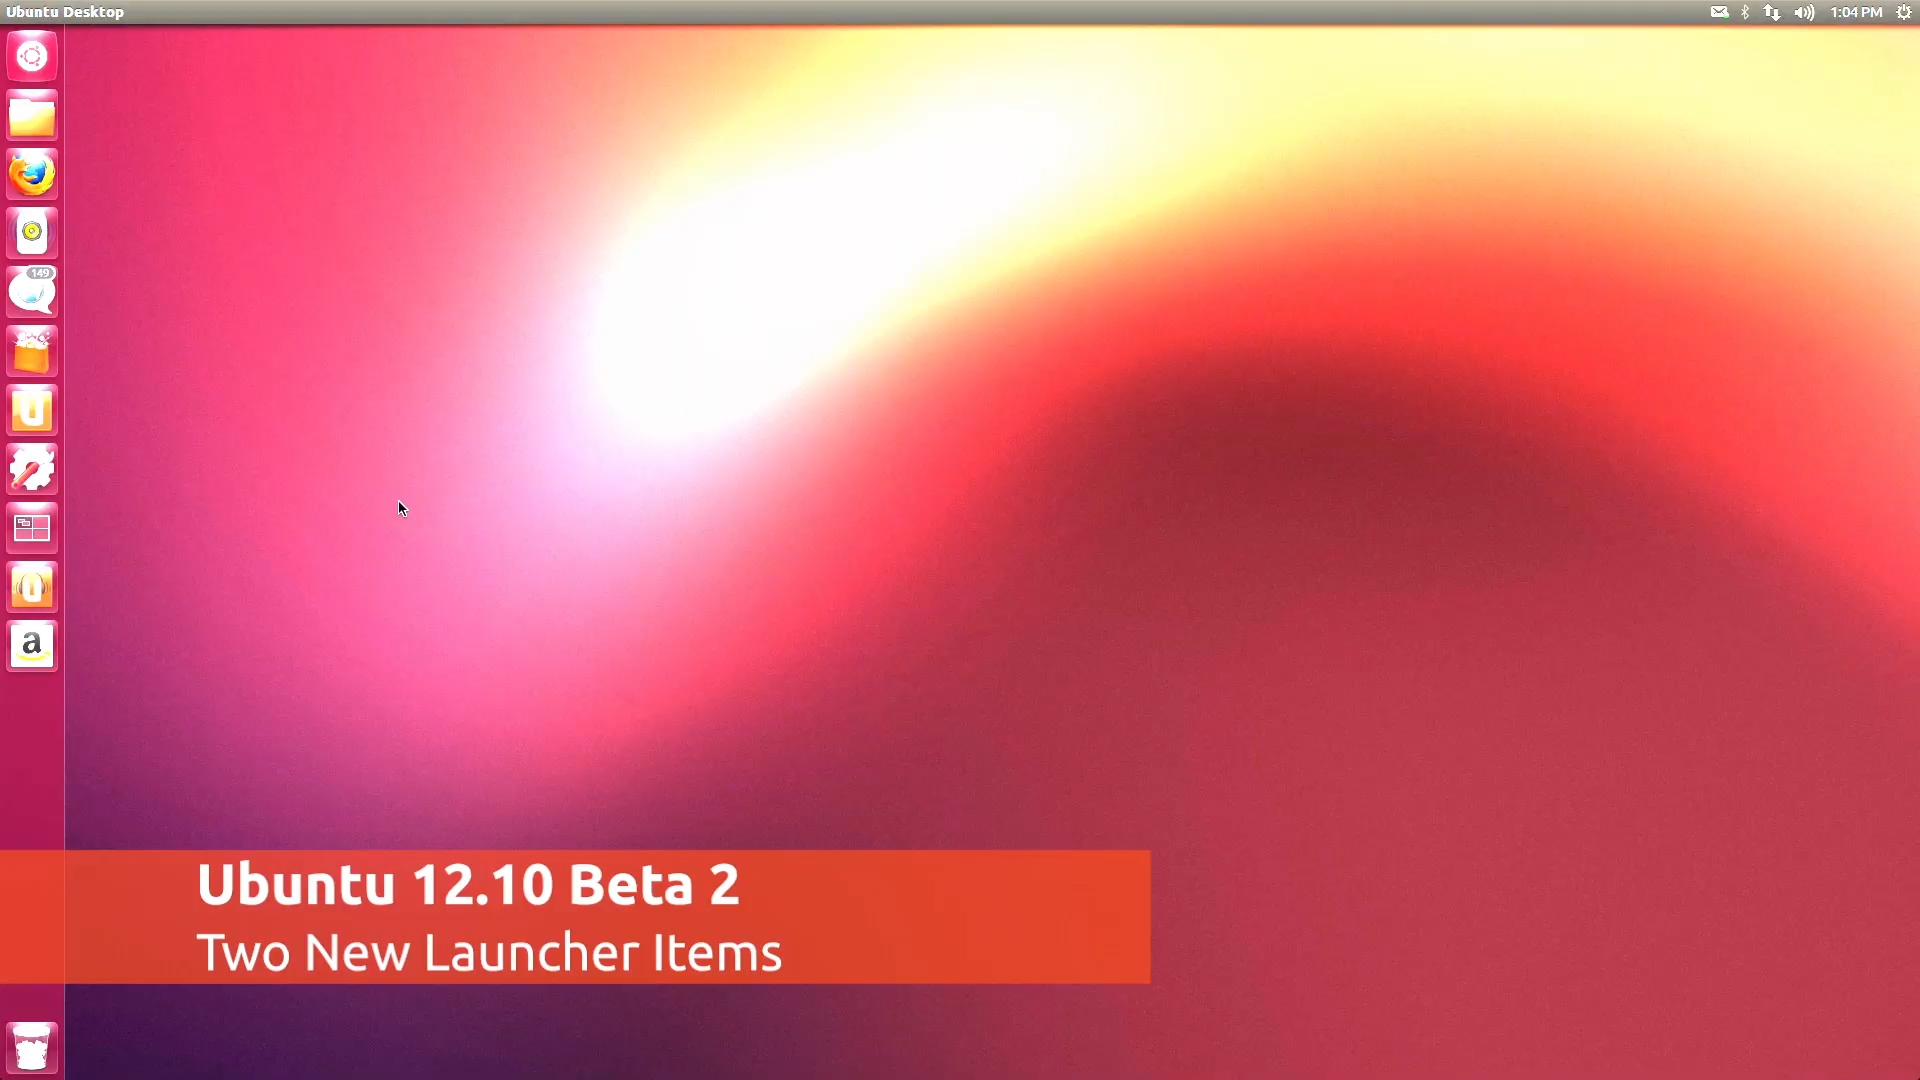 Ubuntu Desktop
1:04 PM
149
U
U
a
Ubuntu 12.10 Beta 2
Two New Launcher Items